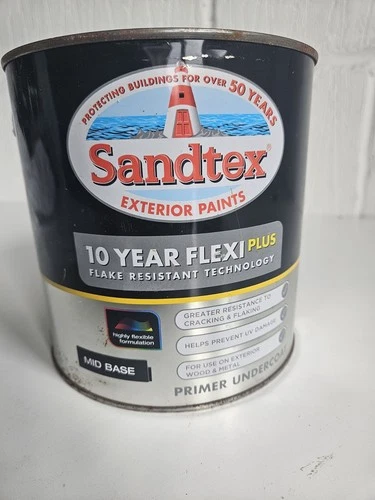 PROTECTING BUILDINGS FOR OVER 50 YEARS
Sandtex®
EXTERIOR PAINTS
10 YEAR FLEXI PLUS
FLAKE RESISTANT TECHNOLOGY
GREATER RESISTANCE TO
CRACKING & FLAKING
highly flexible
formulation
HELPS PREVENT UV DAMAGE
MID BASE
FOR USE ON EXTERIOR
WOOD & METAL
PRIMER UNDERCOA